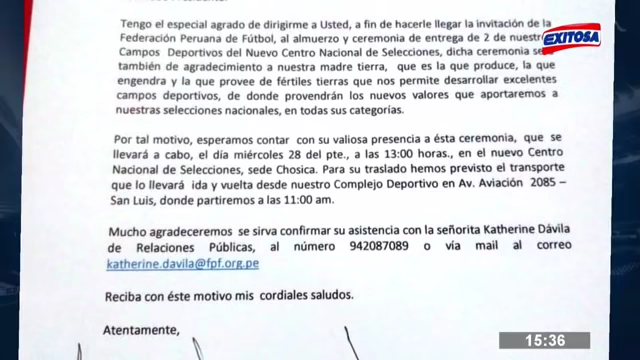 Tengo el especial agrado de dirigirme a Usted, a fin de hacerle llegar la invitación de la
Federación Peruana de Fútbol, al almuerzo y ceremonia de entrega de 2 de nuestros
EXITOSA
Campos Deportivos del Nuevo Centro Nacional de Selecciones, dicha ceremonia
también de agradecimiento a nuestra madre tierra, que es la que produce, la que
engendra y la que provee de fértiles tierras que nos permite desarrollar excelentes
campos deportivos, de donde provendrán los nuevos valores que aportaremos a
nuestras selecciones nacionales, en todas sus categorías.
Por tal motivo, esperamos contar con su valiosa presencia a ésta ceremonia, que se
llevará a cabo, el día miércoles 28 del pte., a las 13:00 horas., en el nuevo Centro
Nacional de Selecciones, sede Chosica. Para su traslado hemos previsto el transporte
que lo llevará ida y vuelta desde nuestro Complejo Deportivo en Av. Aviación 2085 –
San Luis, donde partiremos a las 11:00 am.
Mucho agradeceremos se sirva confirmar su asistencia con la señorita Katherine Dávila
de Relaciones Públicas, al número 942087089 o vía mail al correo
katherine.davila@fpf.org.pe
Reciba con éste motivo mis cordiales saludos.
Atentamente,
15:36